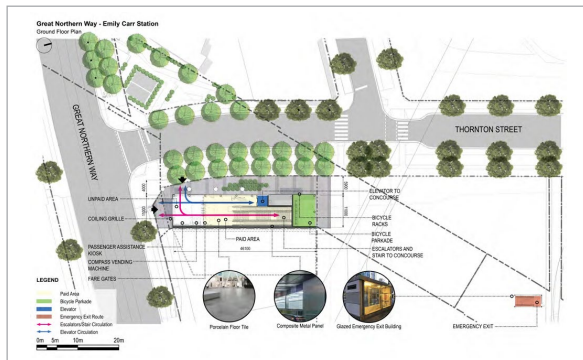 Great Northern Way - Emily Carr Station
Ground Floor Plan
GREAT NORTHERN WAY
THORNTON STREET
UNPAID AREA
COILING GRILLE
PASSENGER ASSISTANCE
KIOSK
COMPASS VENDING
MACHINE
FARE GATES
PAID AREA
ELEVATOR TO
CONCOURSE
BICYCLE
RACKS
BICYCLE
PARKADE
ESCALATORS AND
STAIR TO CONCOURSE
EMERGENCY EXIT
LEGEND
Paid Area
Bicycle Parkade
Elevator
Emergency Exit Route
Escalators/Stair Circulation
Elevator Circulation
0m 5m 10m 20m
Porcelain Floor Tile
Composite Metal Panel
Glazed Emergency Exit Building